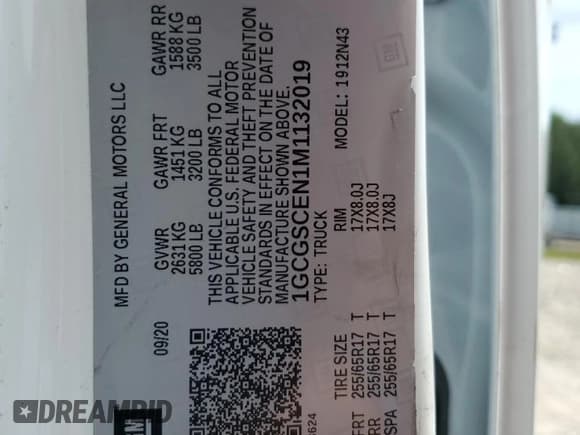 MFD BY GENERAL MOTORS LLC
09/20
GVWR GAWR FRT GAWR RR
2631 KG 1451 KG 1588 KG
5800 LB 3200 LB 3500 LB
THIS VEHICLE CONFORMS TO ALL
APPLICABLE U.S. FEDERAL MOTOR
VEHICLE SAFETY AND THEFT PREVENTION
STANDARDS IN EFFECT ON THE DATE OF
MANUFACTURE SHOWN ABOVE.
1GCGSCEN1M1132019
TYPE: TRUCK MODEL: 1912N43
TIRE SIZE RIM
FRT 255/65R17 T 17X8.0J
RR 255/65R17 T 17X8.0J
SPA 255/65R17 T 17X8J
GM
GM
AUTO
DREAMBID